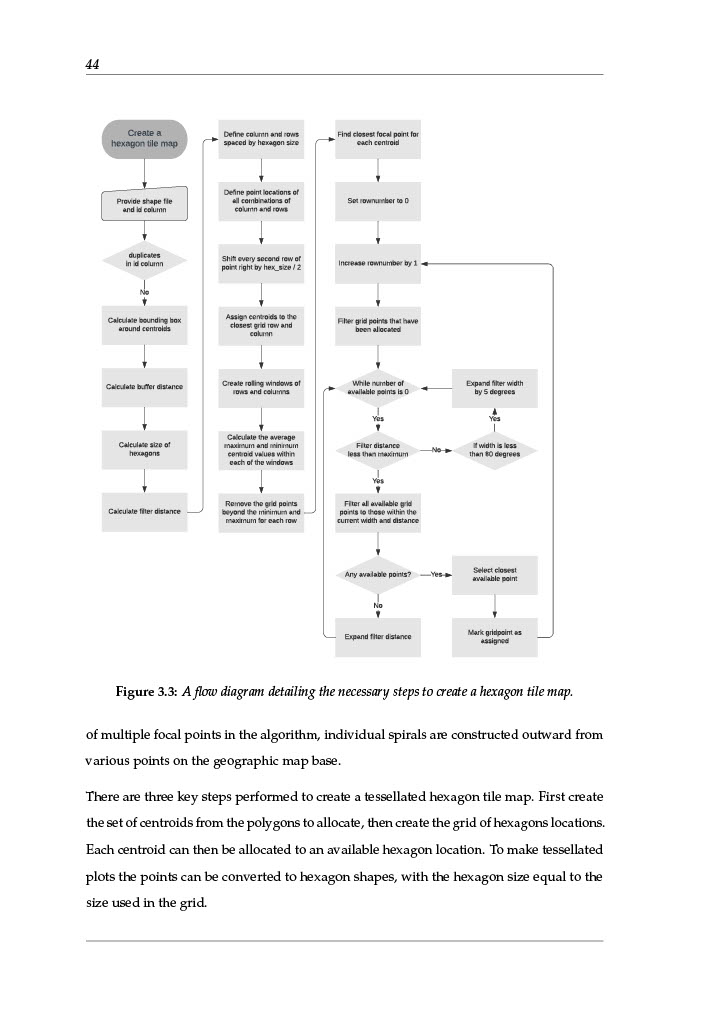 44
Create a
hexagon tile map
Provide shape file
and id column
duplicates
in id column
No
Calculate bounding box
around centroids
Calculate buffer distance
Calculate size of
hexagons
Calculate filter distance
Define column and rows
spaced by hexagon size
Define point locations of
all combinations of
column and rows
Shift every second row of
point right by hex_size / 2
Assign centroids to the
closest grid row and
column
Create rolling windows of
rows and columns
Calculate the average
maximum and minimum
centroid values within
each of the windows
Remove the grid points
beyond the minimum and
maximum for each row
Find closest focal point for
each centroid
Set rownumber to 0
Increase rownumber by 1
Filter grid points that have
been allocated
While number of
available points is 0
Yes
Filter distance
less than maximum
No
If width is less
than 60 degrees
Yes
Expand filter width
by 5 degrees
Yes
Filter all available grid
points to those within the
current width and distance
Any available points?
Yes
Select closest
available point
No
Expand filter distance
Mark gridpoint as
assigned
Figure 3.3: A flow diagram detailing the necessary steps to create a hexagon tile map.
of multiple focal points in the algorithm, individual spirals are constructed outward from
various points on the geographic map base.
There are three key steps performed to create a tessellated hexagon tile map. First create
the set of centroids from the polygons to allocate, then create the grid of hexagons locations.
Each centroid can then be allocated to an available hexagon location. To make tessellated
plots the points can be converted to hexagon shapes, with the hexagon size equal to the
size used in the grid.